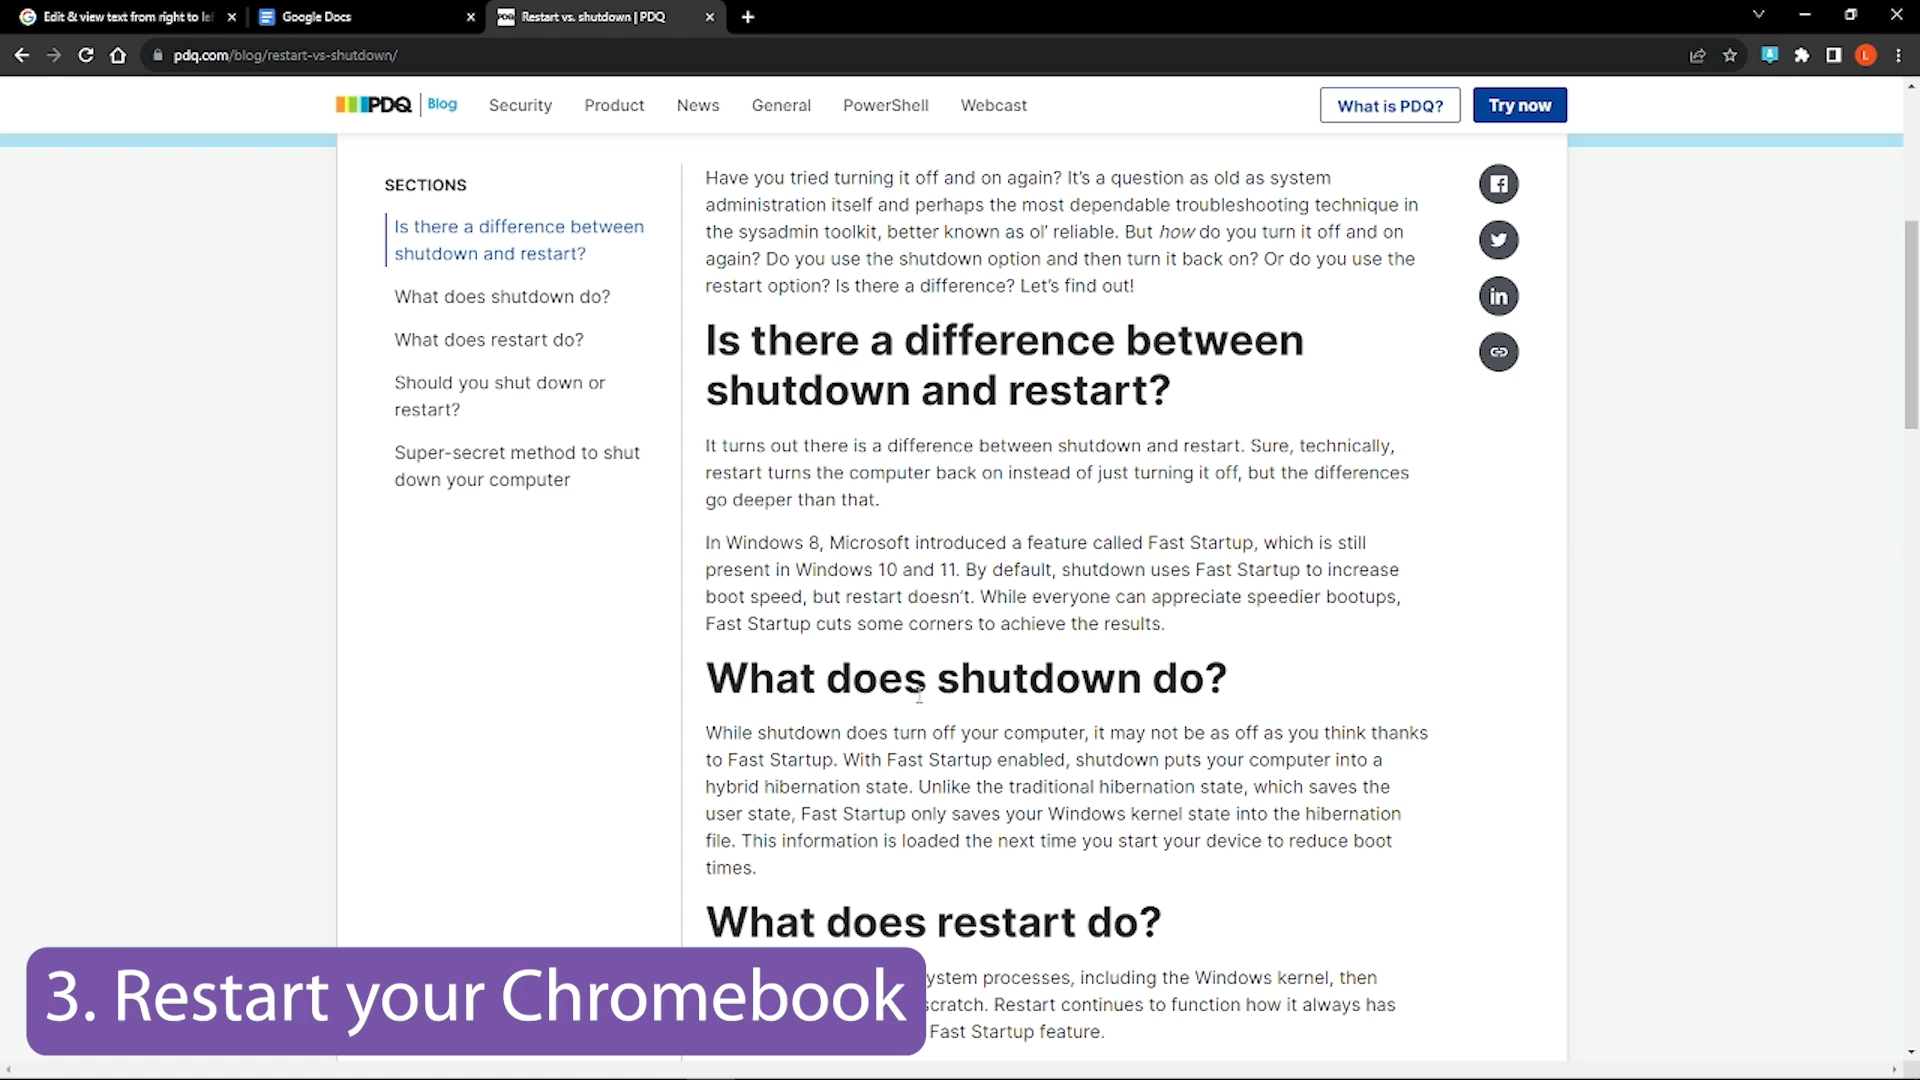 Edit & view text from right to lef
Google Docs
Restart vs. shutdown | PDQ
pdq.com/blog/restart-vs-shutdown/
L
PDQ Blog
Security
Product
News
General
PowerShell
Webcast
What is PDQ?
Try now
SECTIONS
Is there a difference between
shutdown and restart?
What does shutdown do?
What does restart do?
Should you shut down or
restart?
Super-secret method to shut
down your computer
Have you tried turning it off and on again? It’s a question as old as system
administration itself and perhaps the most dependable troubleshooting technique in
the sysadmin toolkit, better known as ol’ reliable. But how do you turn it off and on
again? Do you use the shutdown option and then turn it back on? Or do you use the
restart option? Is there a difference? Let’s find out!
Is there a difference between
shutdown and restart?
It turns out there is a difference between shutdown and restart. Sure, technically,
restart turns the computer back on instead of just turning it off, but the differences
go deeper than that.
In Windows 8, Microsoft introduced a feature called Fast Startup, which is still
present in Windows 10 and 11. By default, shutdown uses Fast Startup to increase
boot speed, but restart doesn’t. While everyone can appreciate speedier bootups,
Fast Startup cuts some corners to achieve the results.
What does shutdown do?
While shutdown does turn off your computer, it may not be as off as you think thanks
to Fast Startup. With Fast Startup enabled, shutdown puts your computer into a
hybrid hibernation state. Unlike the traditional hibernation state, which saves the
user state, Fast Startup only saves your Windows kernel state into the hibernation
file. This information is loaded the next time you start your device to reduce boot
times.
What does restart do?
ystem processes, including the Windows kernel, then
scratch. Restart continues to function how it always has
Fast Startup feature.
3. Restart your Chromebook